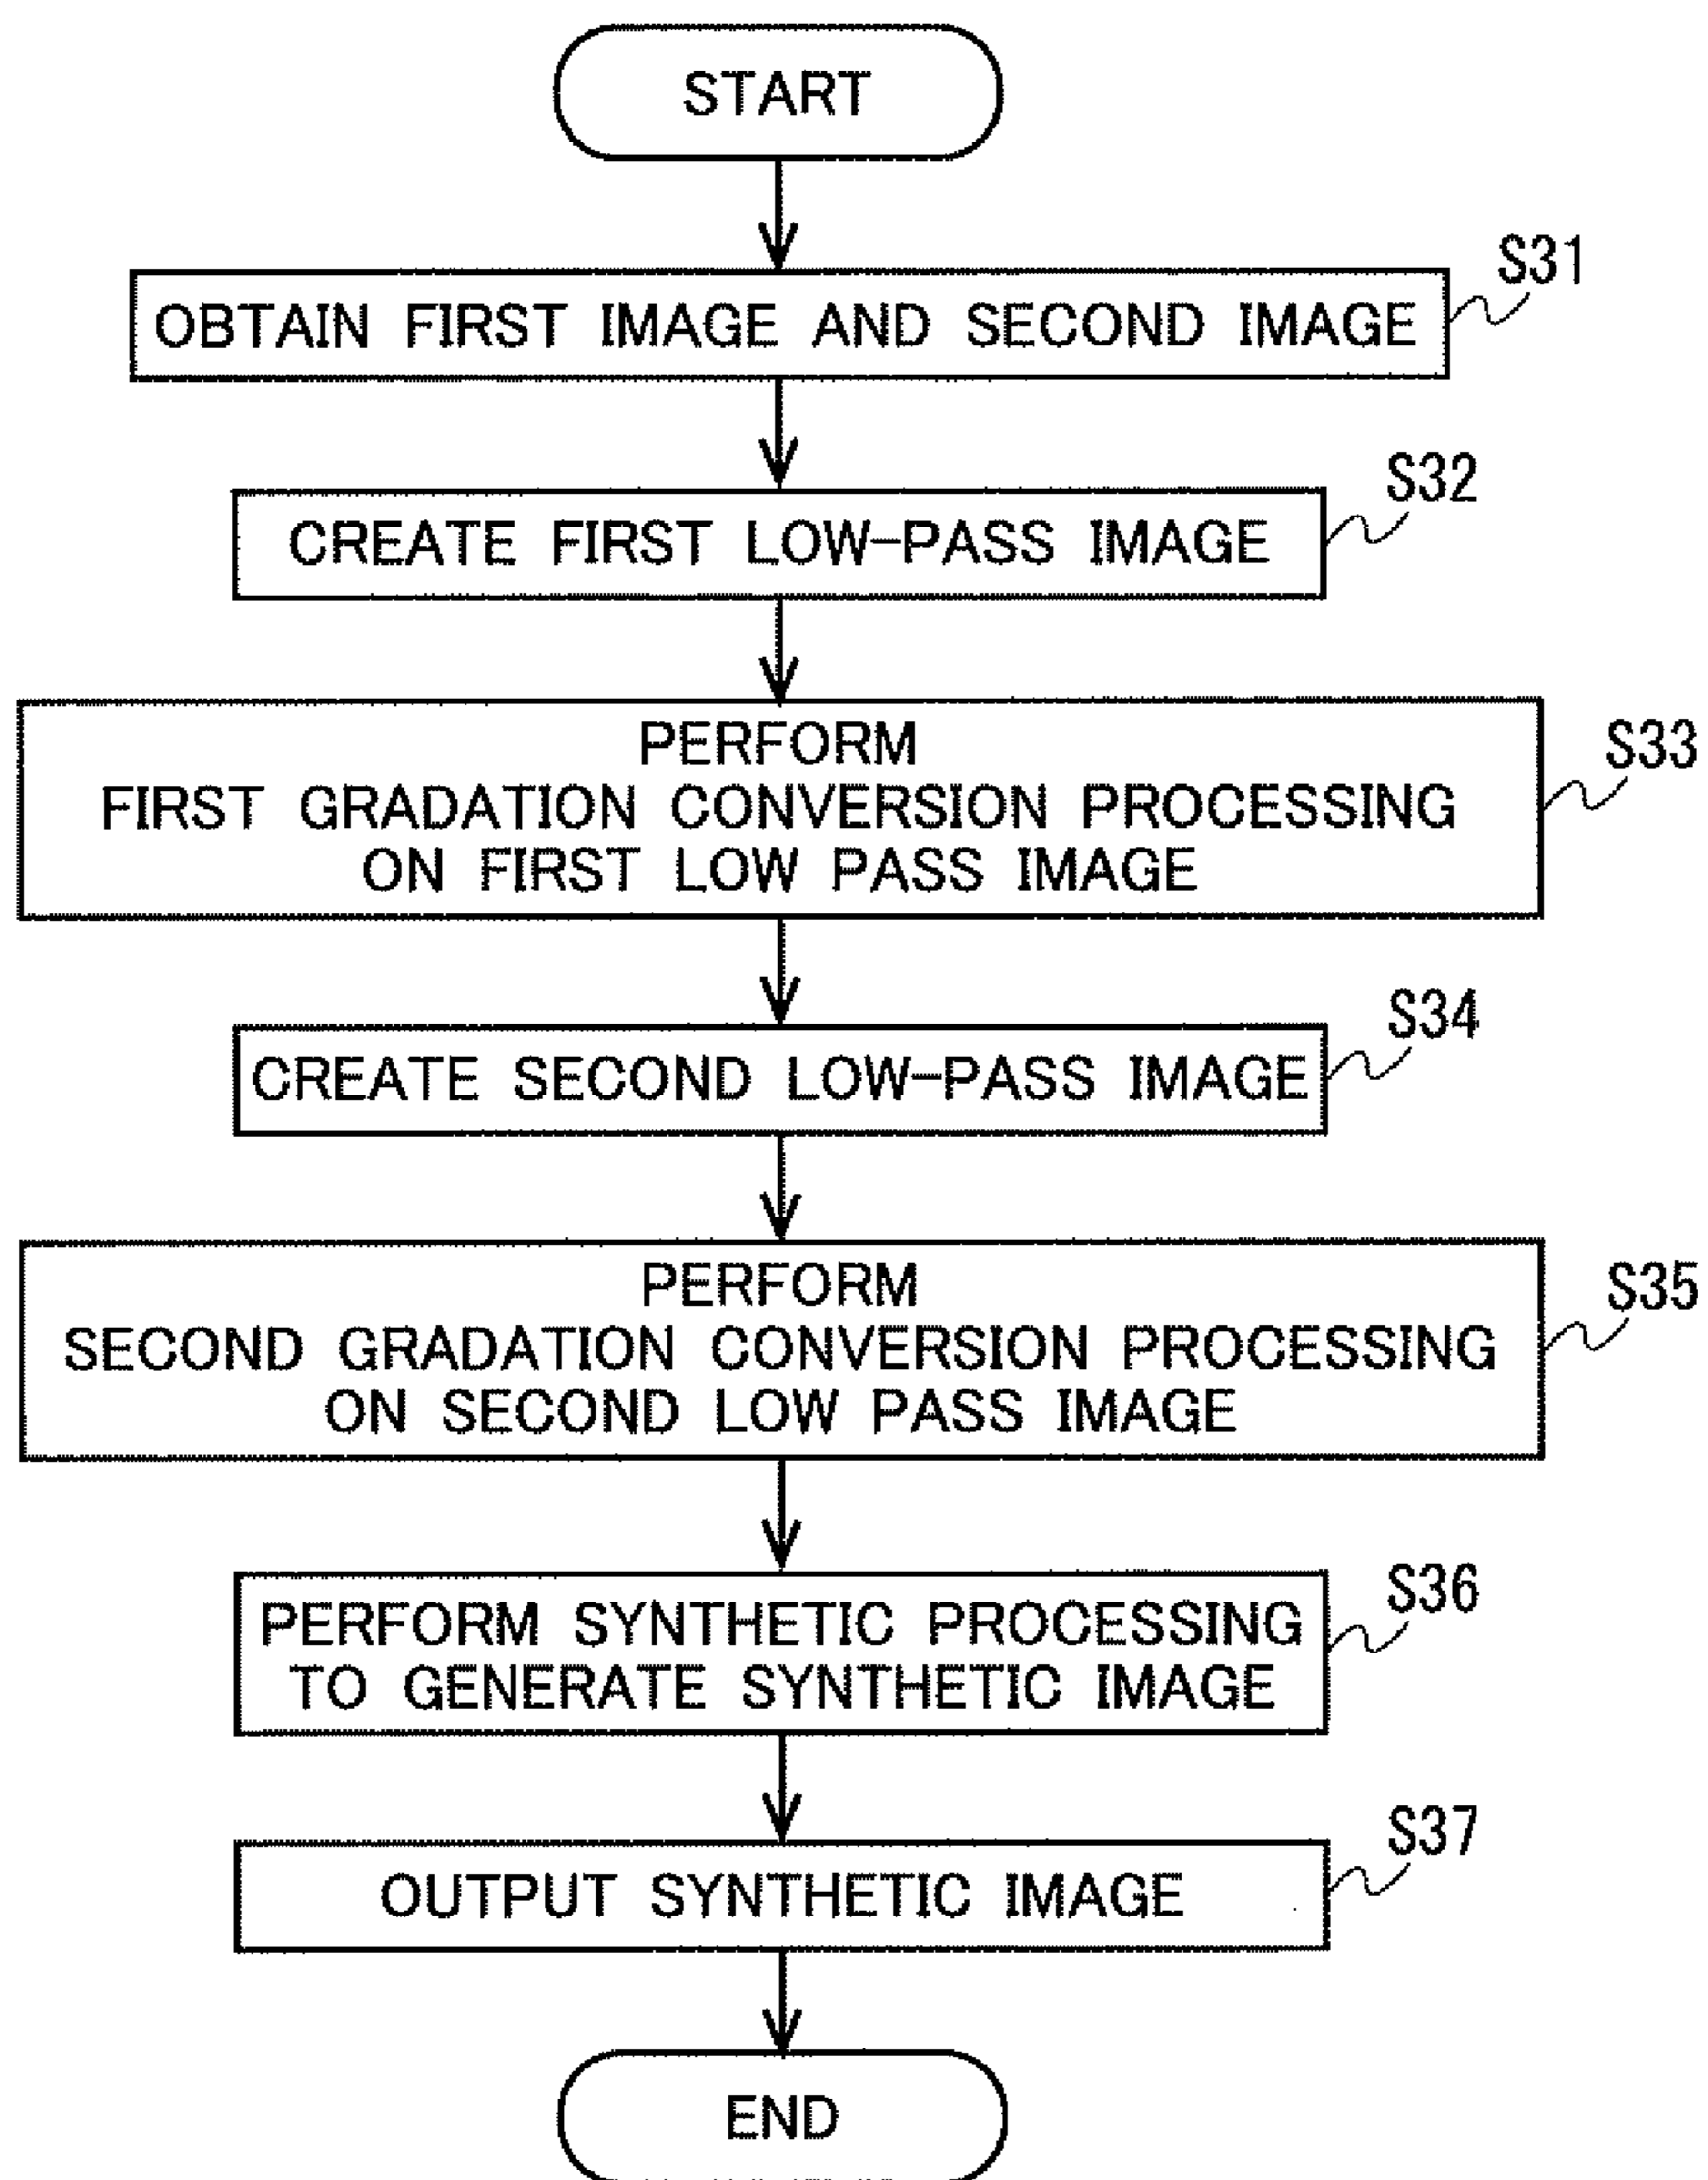 START
S31
OBTAIN FIRST IMAGE AND SECOND IMAGE
S32
CREATE FIRST LOW-PASS IMAGE
S33
PERFORM
FIRST GRADATION CONVERSION PROCESSING
ON FIRST LOW PASS IMAGE
S34
CREATE SECOND LOW-PASS IMAGE
S35
PERFORM
SECOND GRADATION CONVERSION PROCESSING
ON SECOND LOW PASS IMAGE
S36
PERFORM SYNTHETIC PROCESSING
TO GENERATE SYNTHETIC IMAGE
S37
OUTPUT SYNTHETIC IMAGE
END